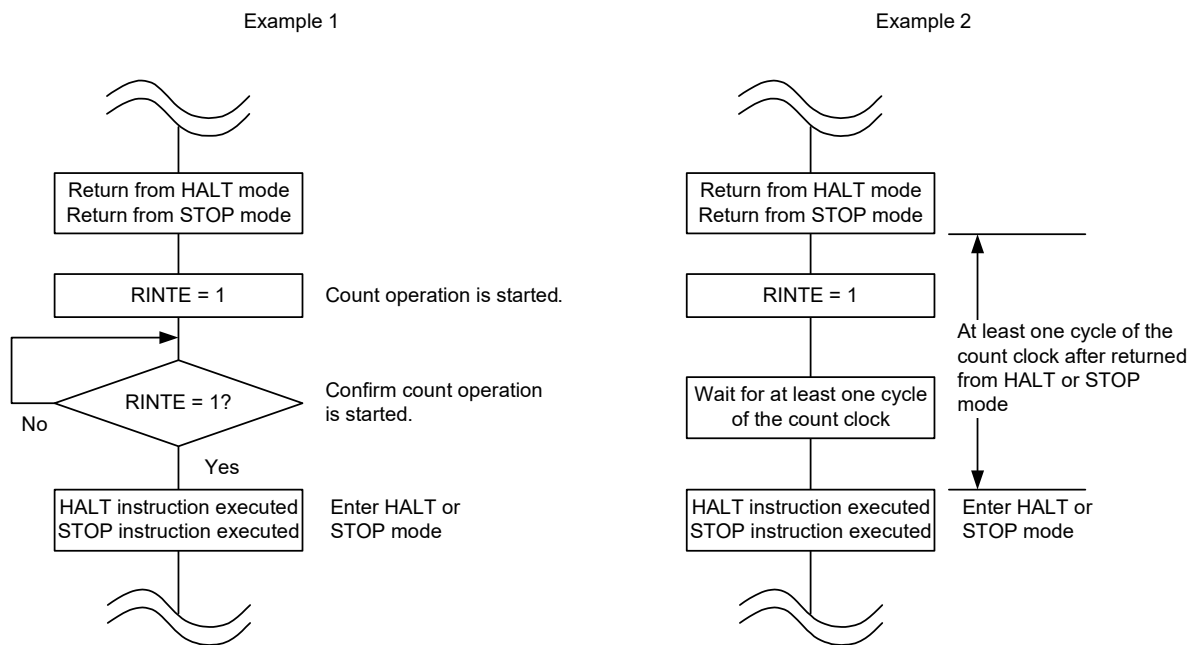 Example 1
Return from HALT mode
Return from STOP mode
RINTE = 1
Count operation is started.
RINTE = 1?
Confirm count operation
is started.
No
Yes
HALT instruction executed
STOP instruction executed
Enter HALT or
STOP mode
Example 2
Return from HALT mode
Return from STOP mode
RINTE = 1
At least one cycle of the
count clock after returned
from HALT or STOP
mode
Wait for at least one cycle
of the count clock
HALT instruction executed
STOP instruction executed
Enter HALT or
STOP mode